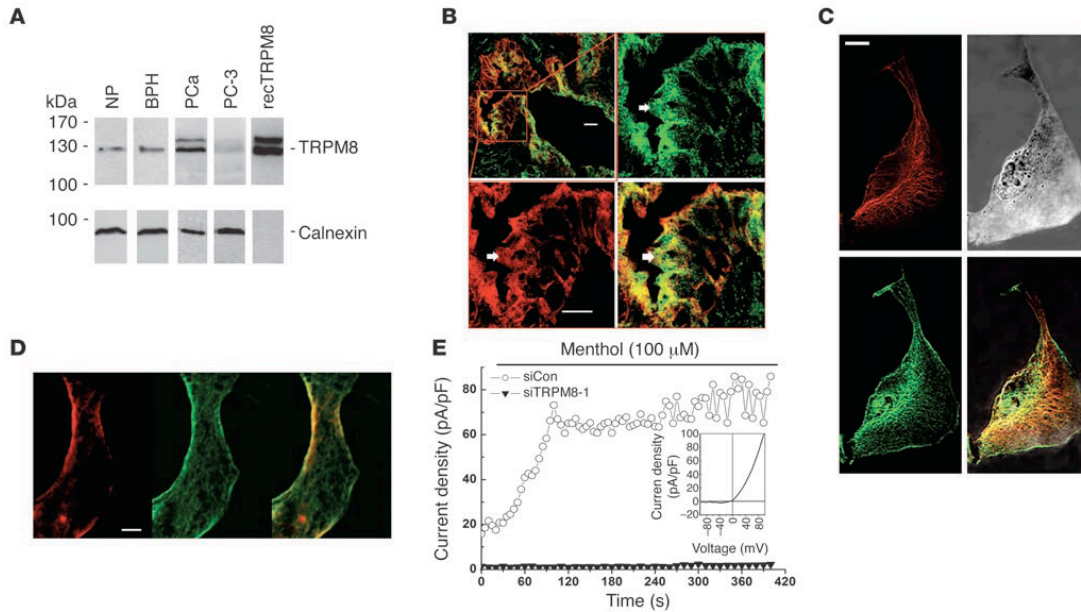 A
NP
BPH
PCa
PC-3
recTRPM8
kDa
170
130
100
TRPM8
100
Calnexin
B
C
D
E
Menthol (100 μM)
siCon
siTRPM8-1
Current density (pA/pF)
80
60
40
20
0
0 60 120 180 240 300 360 420
Time (s)
Curren density
(pA/pF)
100
80
60
40
20
0
−20
−80
−40
0
40
80
Voltage (mV)